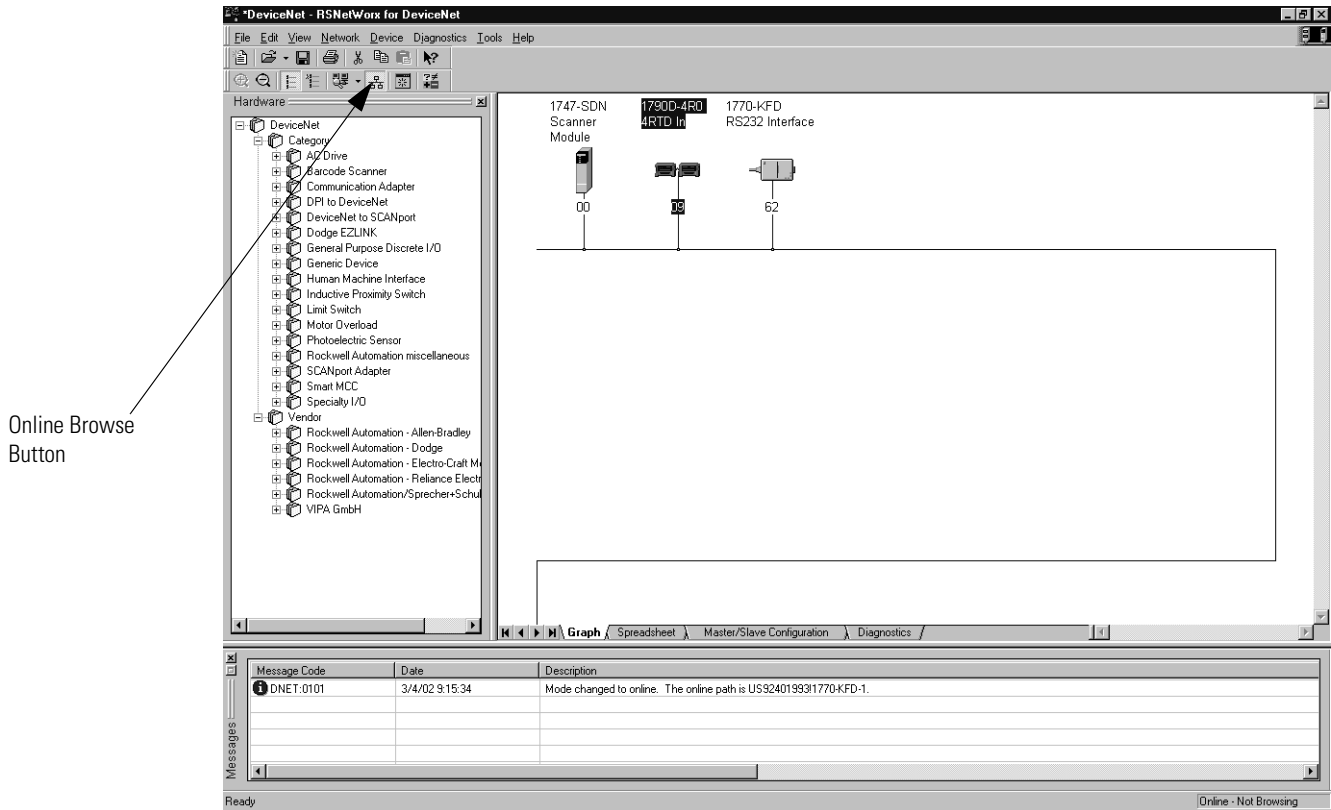 *DeviceNet - RSNetWorx for DeviceNet
File Edit View Network Device Diagnostics Tools Help
Hardware
DeviceNet
Category
AC Drive
Barcode Scanner
Communication Adapter
DPI to DeviceNet
DeviceNet to SCANport
Dodge EZLINK
General Purpose Discrete I/O
Generic Device
Human Machine Interface
Inductive Proximity Switch
Limit Switch
Motor Overload
Photoelectric Sensor
Rockwell Automation miscellaneous
SCANport Adapter
Smart MCC
Specialty I/O
Vendor
Rockwell Automation - Allen-Bradley
Rockwell Automation - Dodge
Rockwell Automation - Electro-Craft M
Rockwell Automation - Reliance Electr
Rockwell Automation/Sprecher+Schul
VIPA GmbH
Online Browse
Button
1747-SDN
Scanner
Module
00
1790D-4R0
4RTD In
09
1770-KFD
RS232 Interface
62
Graph Spreadsheet Master/Slave Configuration Diagnostics
Messages
Message Code Date Description
DNET:0101 3/4/02 9:15:34 Mode changed to online. The online path is US92401993!1770-KFD-1.
Ready Online - Not Browsing